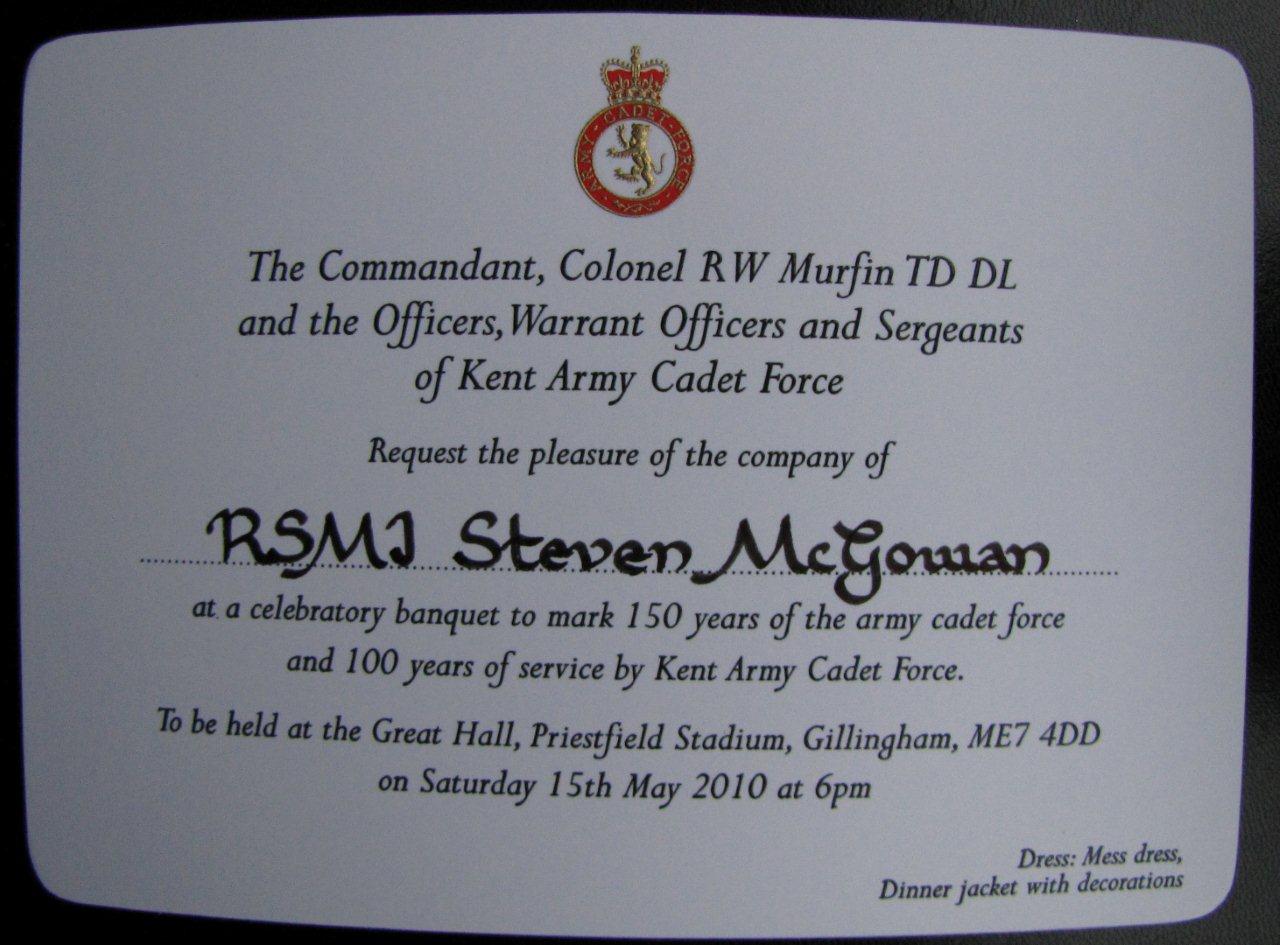 ARMY · CADET · FORCE
The Commandant, Colonel RW Murfin TD DL
and the Officers, Warrant Officers and Sergeants
of Kent Army Cadet Force
Request the pleasure of the company of
RSMI Steven McGowan
at a celebratory banquet to mark 150 years of the army cadet force
and 100 years of service by Kent Army Cadet Force.
To be held at the Great Hall, Priestfield Stadium, Gillingham, ME7 4DD
on Saturday 15th May 2010 at 6pm
Dress: Mess dress,
Dinner jacket with decorations